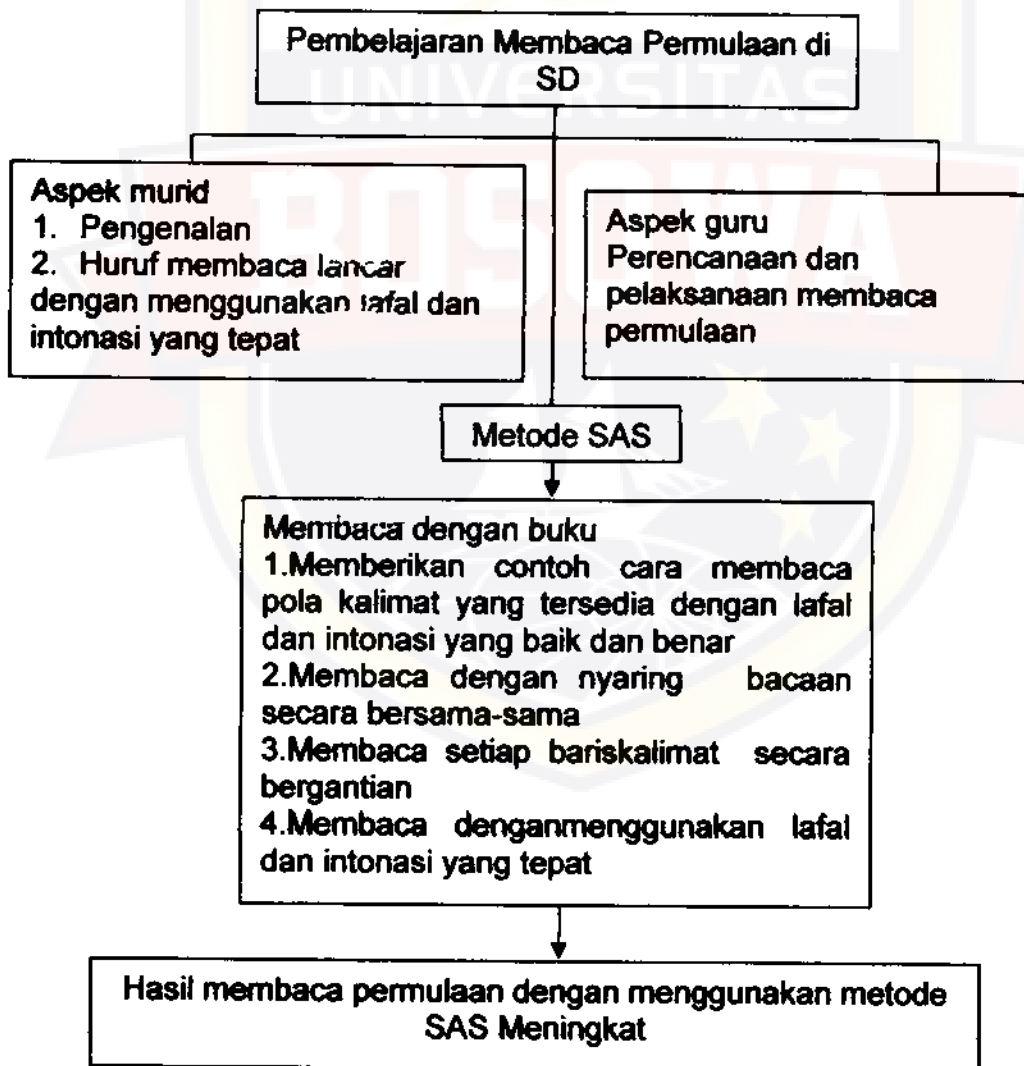 Pembelajaran Membaca Permulaan di
SD
UNIVERSITAS
BOSOWA
Aspek murid
1. Pengenalan
2. Huruf membaca lancar
dengan menggunakan lafal dan
intonasi yang tepat
Aspek guru
Perencanaan dan
pelaksanaan membaca
permulaan
Metode SAS
Membaca dengan buku
1.Memberikan contoh cara membaca
pola kalimat yang tersedia dengan lafal
dan intonasi yang baik dan benar
2.Membaca dengan nyaring bacaan
secara bersama-sama
3.Membaca setiap bariskalimat secara
bergantian
4.Membaca denganmenggunakan lafal
dan intonasi yang tepat
Hasil membaca permulaan dengan menggunakan metode
SAS Meningkat